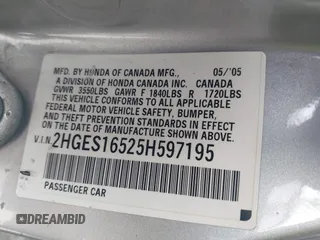 MFD. BY HONDA OF CANADA MFG., 05/'05
A DIVISION OF HONDA CANADA INC. CANADA
GVWR 3550LBS GAWR F 1840LBS R 1720LBS
THIS VEHICLE CONFORMS TO ALL APPLICABLE
FEDERAL MOTOR VEHICLE SAFETY, BUMPER,
AND THEFT PREVENTION STANDARDS IN EFFECT ON
THE DATE OF MANUFACTURE SHOWN ABOVE.
V.I.N. 2HGES16525H597195
PASSENGER CAR
DREAMBID